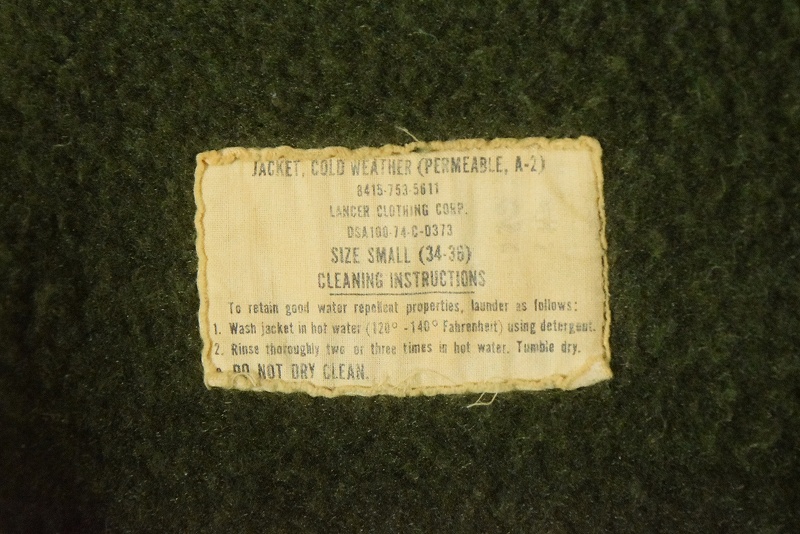 JACKET, COLD WEATHER (PERMEABLE, A-2)
8415-753-5611
LANCER CLOTHING CORP.
DSA100-74-C-0373
SIZE SMALL (34-36)
CLEANING INSTRUCTIONS
To retain good water repellent properties, launder as follows:
1. Wash jacket in hot water (120° -140° Fahrenheit) using detergent.
2. Rinse thoroughly two or three times in hot water. Tumble dry.
DO NOT DRY CLEAN.